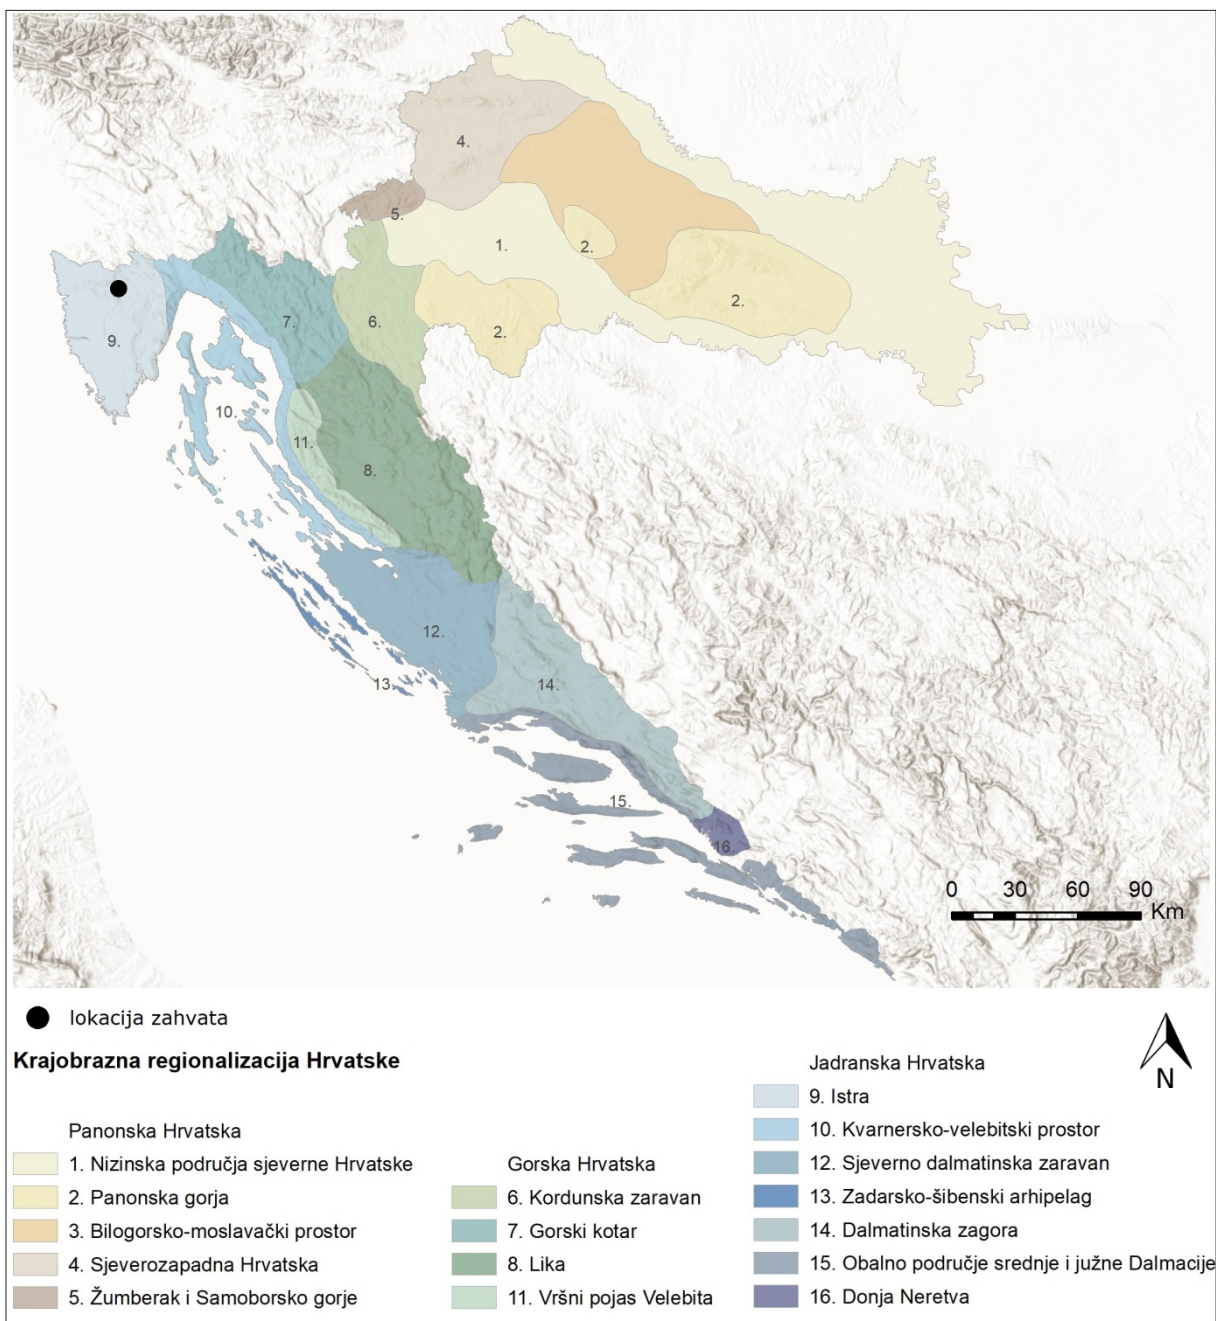 4.
5.
1.
2.
2.
9.
7.
6.
2.
10.
11.
8.
12.
13.
14.
15.
16.
0 30 60 90
Km
lokacija zahvata
Krajobrazna regionalizacija Hrvatske
N
Panonska Hrvatska
1. Nizinska područja sjeverne Hrvatske
2. Panonska gorja
3. Bilogorsko-moslavački prostor
4. Sjeverozapadna Hrvatska
5. Žumberak i Samoborsko gorje
Gorska Hrvatska
6. Kordunska zaravan
7. Gorski kotar
8. Lika
11. Vršni pojas Velebita
Jadranska Hrvatska
9. Istra
10. Kvarnersko-velebitski prostor
12. Sjeverno dalmatinska zaravan
13. Zadarsko-šibenski arhipelag
14. Dalmatinska zagora
15. Obalno područje srednje i južne Dalmacije
16. Donja Neretva